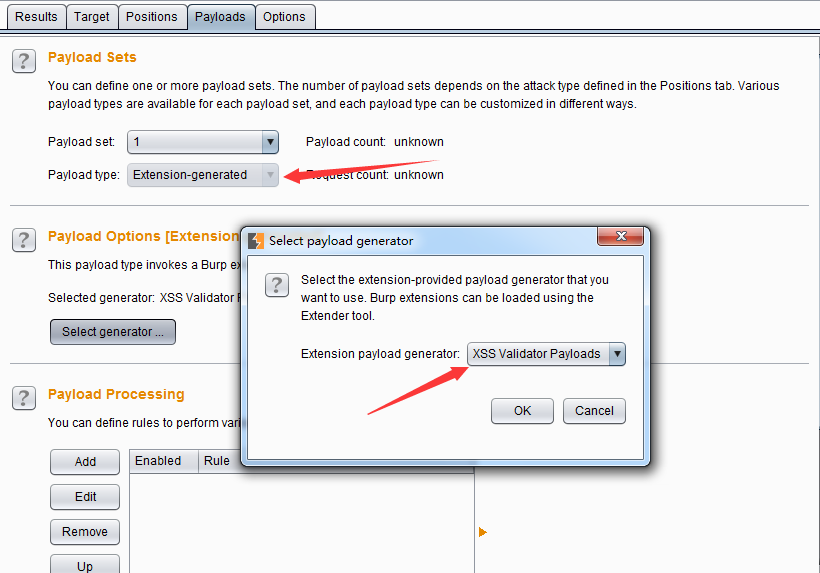 Results Target Positions Payloads Options
? Payload Sets
You can define one or more payload sets. The number of payload sets depends on the attack type defined in the Positions tab. Various
payload types are available for each payload set, and each payload type can be customized in different ways.
Payload set: 1 Payload count: unknown
Payload type: Extension-generated Request count: unknown
? Payload Options [Extension
This payload type invokes a Burp
Selected generator: XSS Validator
Select generator ...
Select payload generator
? Select the extension-provided payload generator that you
want to use. Burp extensions can be loaded using the
Extender tool.
Extension payload generator: XSS Validator Payloads
OK Cancel
? Payload Processing
You can define rules to perform
Add Enabled Rule
Edit
Remove
Up